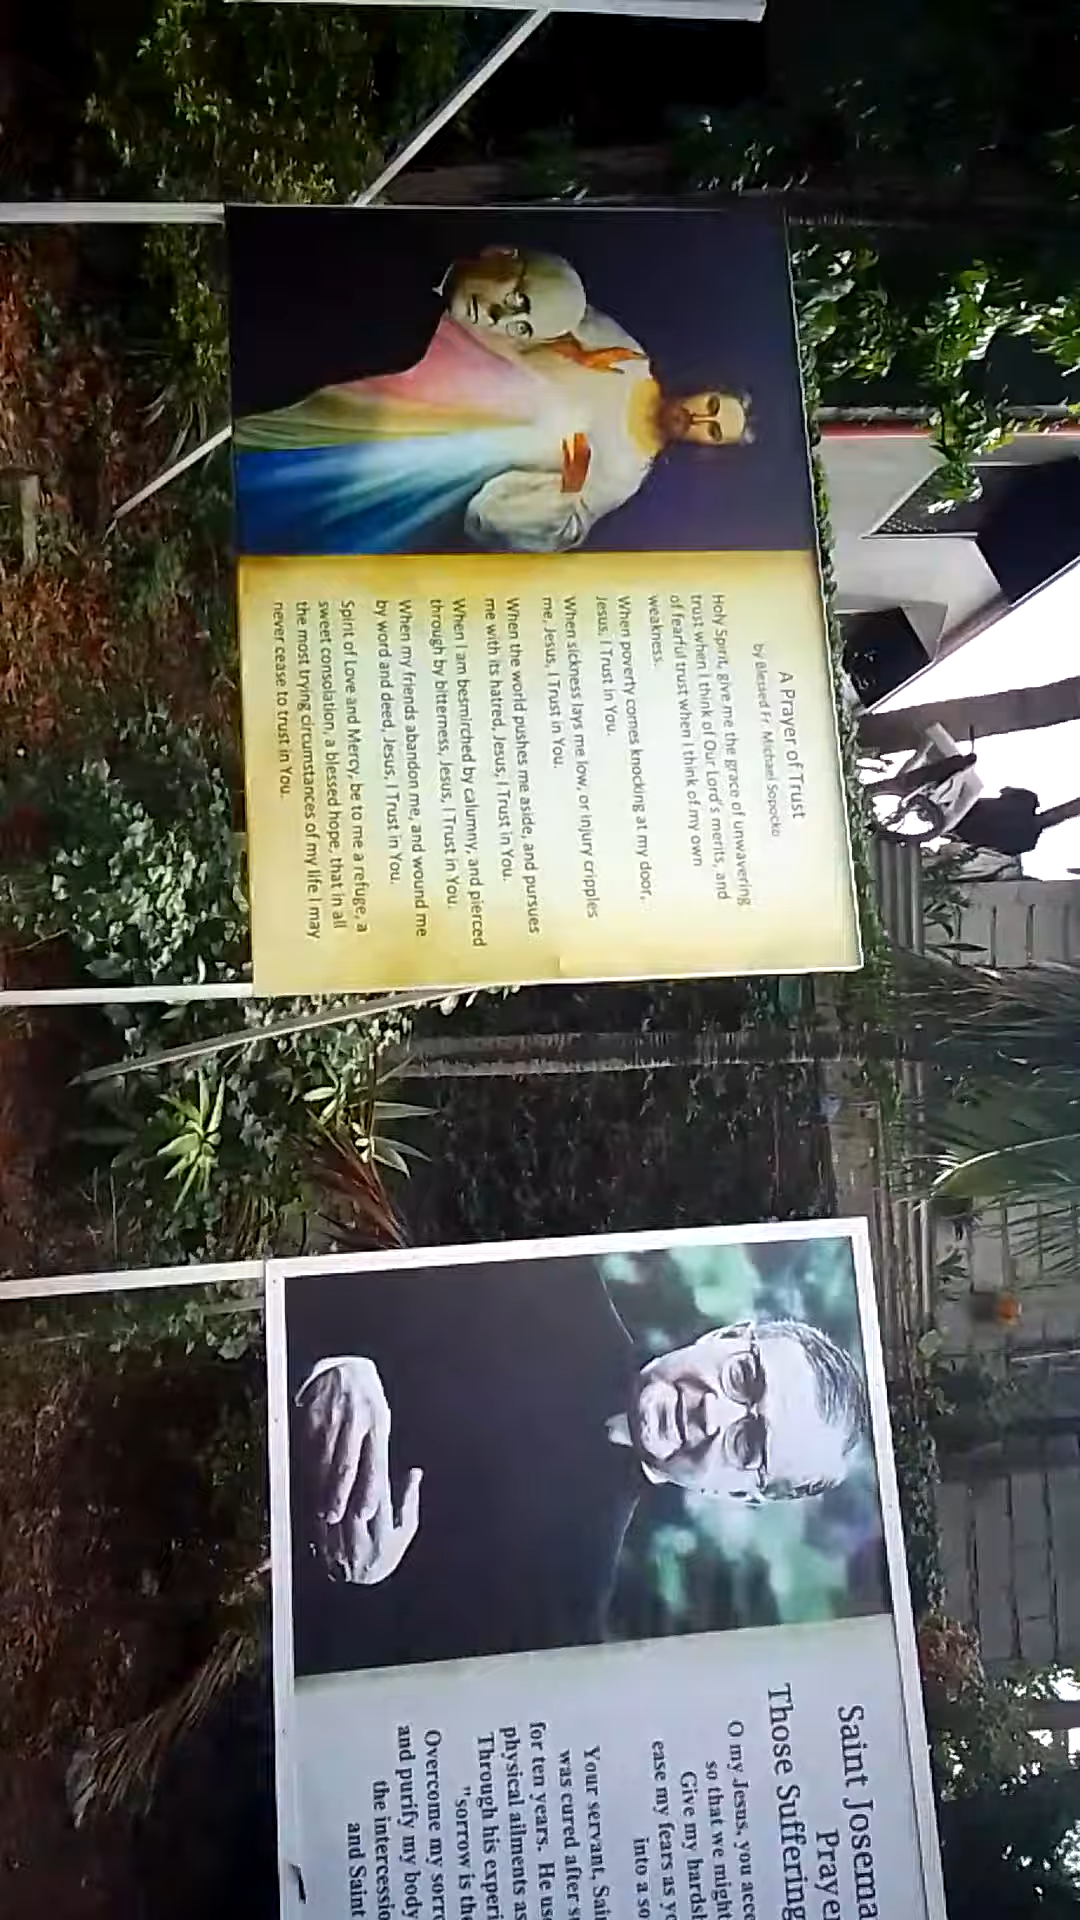 A Prayer of Trust
by Blessed Fr. Michael Sopocko
Holy Spirit, give me the grace of unwavering
trust when I think of Our Lord's merits, and
of fearful trust when I think of my own
weakness.
When poverty comes knocking at my door,
Jesus, I Trust in You.
When sickness lays me low, or injury cripples
me, Jesus, I Trust in You.
When the world pushes me aside, and pursues
me with its hatred, Jesus, I Trust in You.
When I am besmirched by calumny, and pierced
through by bitterness, Jesus, I Trust in You.
When my friends abandon me, and wound me
by word and deed, Jesus, I Trust in You.
Spirit of Love and Mercy, be to me a refuge, a
sweet consolation, a blessed hope, that in all
the most trying circumstances of my life I may
never cease to trust in You.
Saint Josema
Prayer
Those Suffering
O my Jesus, you acce
so that we might
Give my hardsh
ease my fears as yo
into a so
Your servant, Sain
was cured after s
for ten years. He use
physical ailments as
Through his experi
"sorrow is the
Overcome my sorro
and purify my body
the intercessio
and Saint